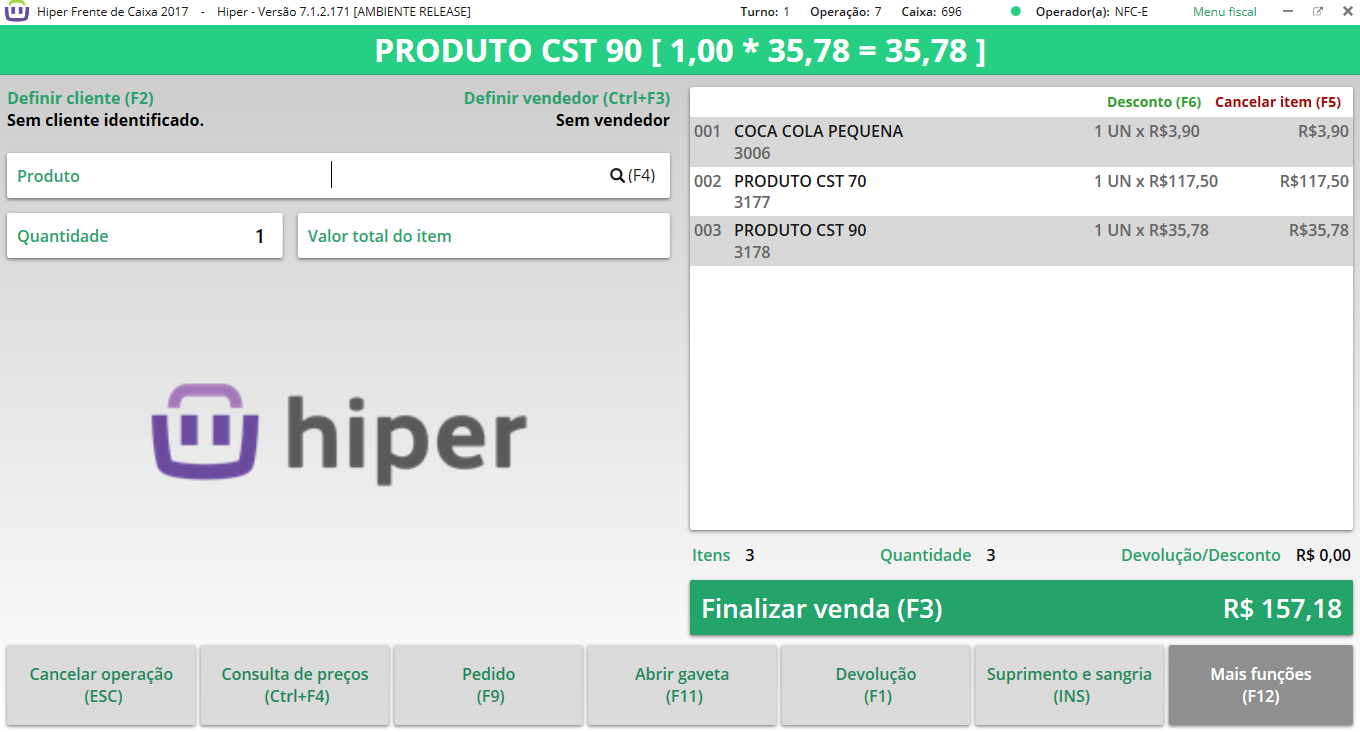 Hiper Frente de Caixa 2017 - Hiper - Versão 7.1.2.171 [AMBIENTE RELEASE] Turno: 1 Operação: 7 Caixa: 696 Operador(a): NFC-E Menu fiscal
PRODUTO CST 90 [ 1,00 * 35,78 = 35,78 ]
Definir cliente (F2) Definir vendedor (Ctrl+F3)
Sem cliente identificado. Sem vendedor
Produto (F4)
Quantidade 1 Valor total do item
hiper
Desconto (F6) Cancelar item (F5)
001 COCA COLA PEQUENA 1 UN x R$3,90 R$3,90
3006
002 PRODUTO CST 70 1 UN x R$117,50 R$117,50
3177
003 PRODUTO CST 90 1 UN x R$35,78 R$35,78
3178
Itens 3 Quantidade 3 Devolução/Desconto R$ 0,00
Finalizar venda (F3) R$ 157,18
Cancelar operação
(ESC)
Consulta de preços
(Ctrl+F4)
Pedido
(F9)
Abrir gaveta
(F11)
Devolução
(F1)
Suprimento e sangria
(INS)
Mais funções
(F12)